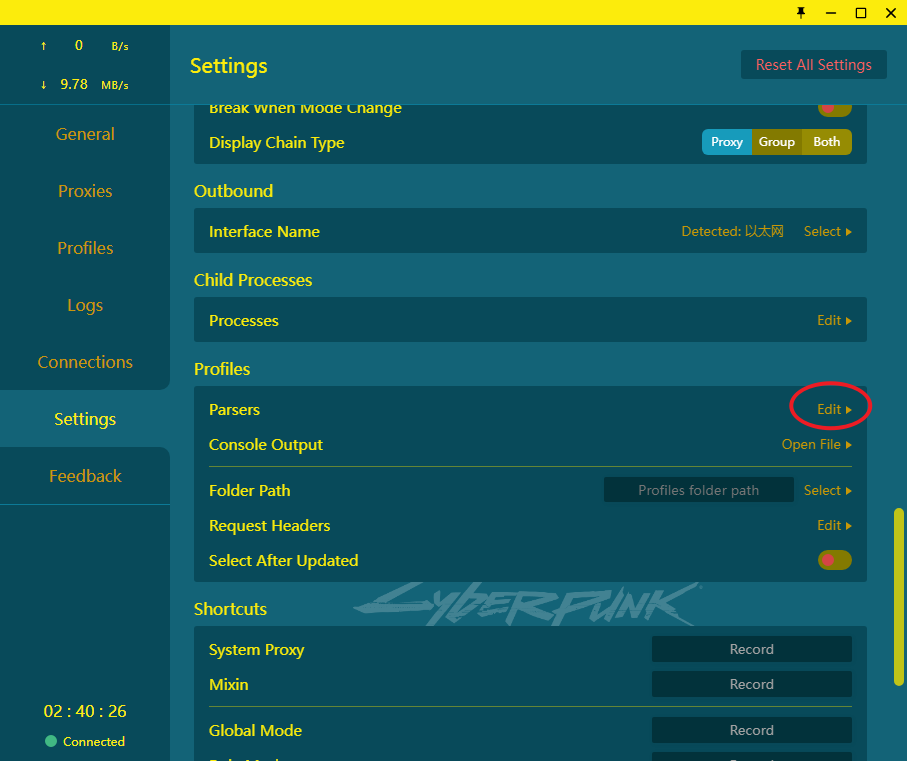 ↑ 0 B/s
↓ 9.78 MB/s
General
Proxies
Profiles
Logs
Connections
Settings
Feedback
02 : 40 : 26
Connected
Settings
Reset All Settings
Break When Mode Change
Display Chain Type Proxy Group Both
Outbound
Interface Name Detected: 以太网 Select
Child Processes
Processes Edit
Profiles
Parsers Edit
Console Output Open File
Folder Path Profiles folder path Select
Request Headers Edit
Select After Updated
CYBERPUNK
Shortcuts
System Proxy Record
Mixin Record
Global Mode Record